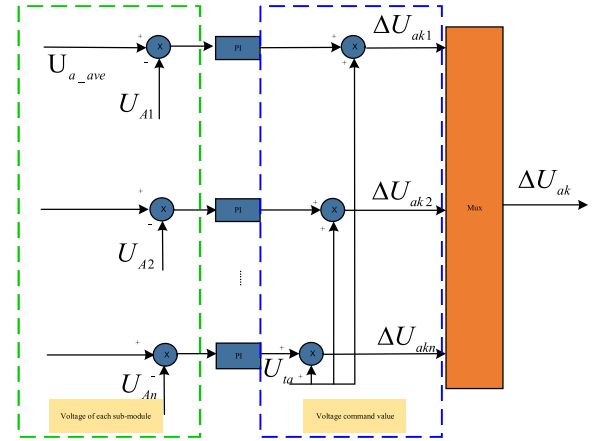 + X PI + X ΔU_ak1
U_a_ave - +
U_A1
+ X PI + X ΔU_ak2 Mux ΔU_ak
- +
U_A2
......
+ X PI + X ΔU_akn
U_An - U_ta +
Voltage of each sub-module Voltage command value